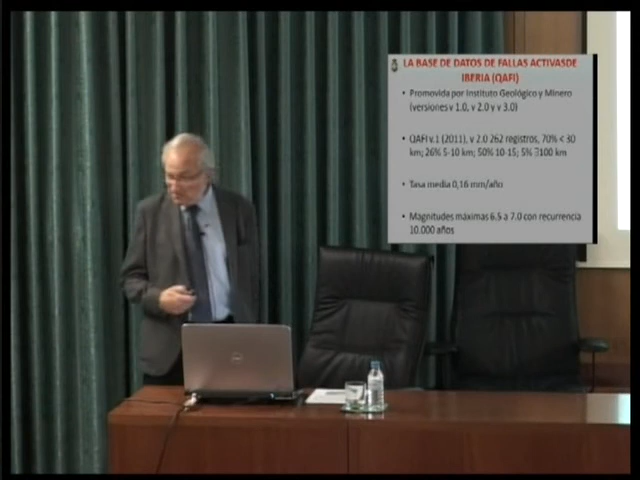 LA BASE DE DATOS DE FALLAS ACTIVASDE
IBERIA (QAFI)
• Promovida por Instituto Geológico y Minero
(versiones v 1.0, v 2.0 y v 3.0)
• QAFI v.1 (2011), v 2.0 262 registros, 70% < 30
km; 26% 5-10 km; 50% 10-15; 5% ∃100 km
• Tasa media 0,16 mm/año
• Magnitudes máximas 6.5 a 7.0 con recurrencia
10.000 años